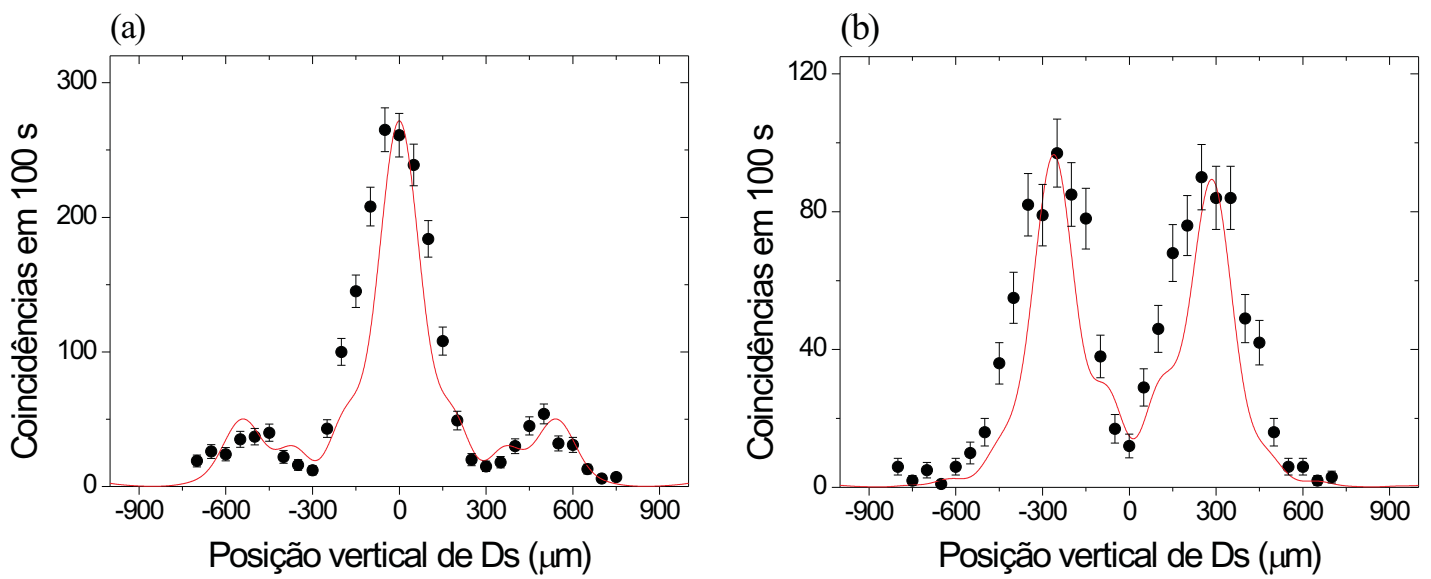 (a)
300
200
100
0
-900 -600 -300 0 300 600 900
Coincidências em 100 s
Posição vertical de Ds (μm)
(b)
120
80
40
0
-900 -600 -300 0 300 600 900
Coincidências em 100 s
Posição vertical de Ds (μm)